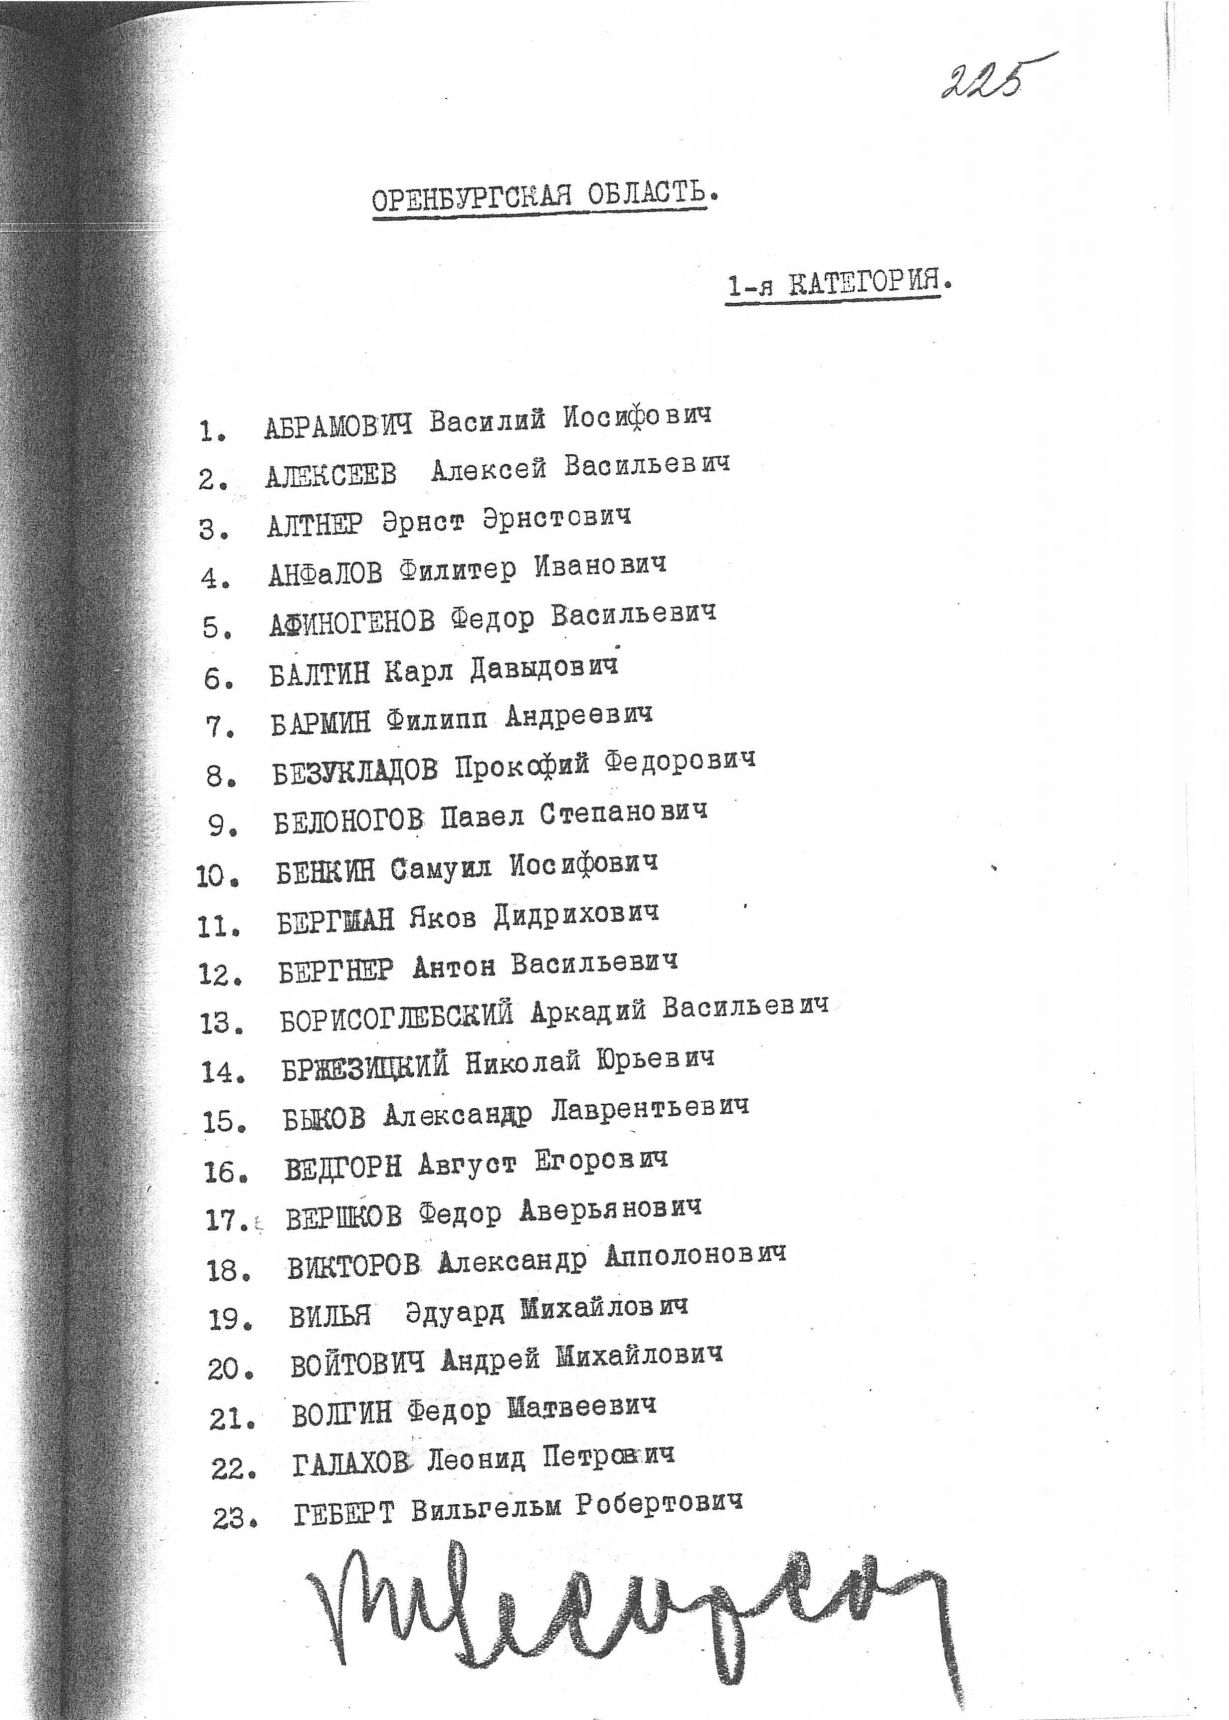 225
ОРЕНБУРГСКАЯ ОБЛАСТЬ.
1-я КАТЕГОРИЯ.
1. АБРАМОВИЧ Василий Иосифович
2. АЛЕКСЕЕВ Алексей Васильевич
3. АЛТНЕР Эрнст Эрнстович
4. АНФаЛОВ Филитер Иванович
5. АФИНОГЕНОВ Федор Васильевич
6. БАЛТИН Карл Давыдович
7. БАРМИН Филипп Андреевич
8. БЕЗУКЛАДОВ Прокофий Федорович
9. БЕЛОНОГОВ Павел Степанович
10. БЕНКИН Самуил Иосифович
11. БЕРГМАН Яков Дидрихович
12. БЕРГНЕР Антон Васильевич
13. БОРИСОГЛЕБСКИЙ Аркадий Васильевич
14. БРЖЕЗИЦКИЙ Николай Юрьевич
15. БЫКОВ Александр Лаврентьевич
16. ВЕДГОРН Август Егорович
17. ВЕРШКОВ Федор Аверьянович
18. ВИКТОРОВ Александр Апполонович
19. ВИЛЬЯ Эдуард Михайлович
20. ВОЙТОВИЧ Андрей Михайлович
21. ВОЛГИН Федор Матвеевич
22. ГАЛАХОВ Леонид Петрович
23. ГЕБЕРТ Вильгельм Робертович